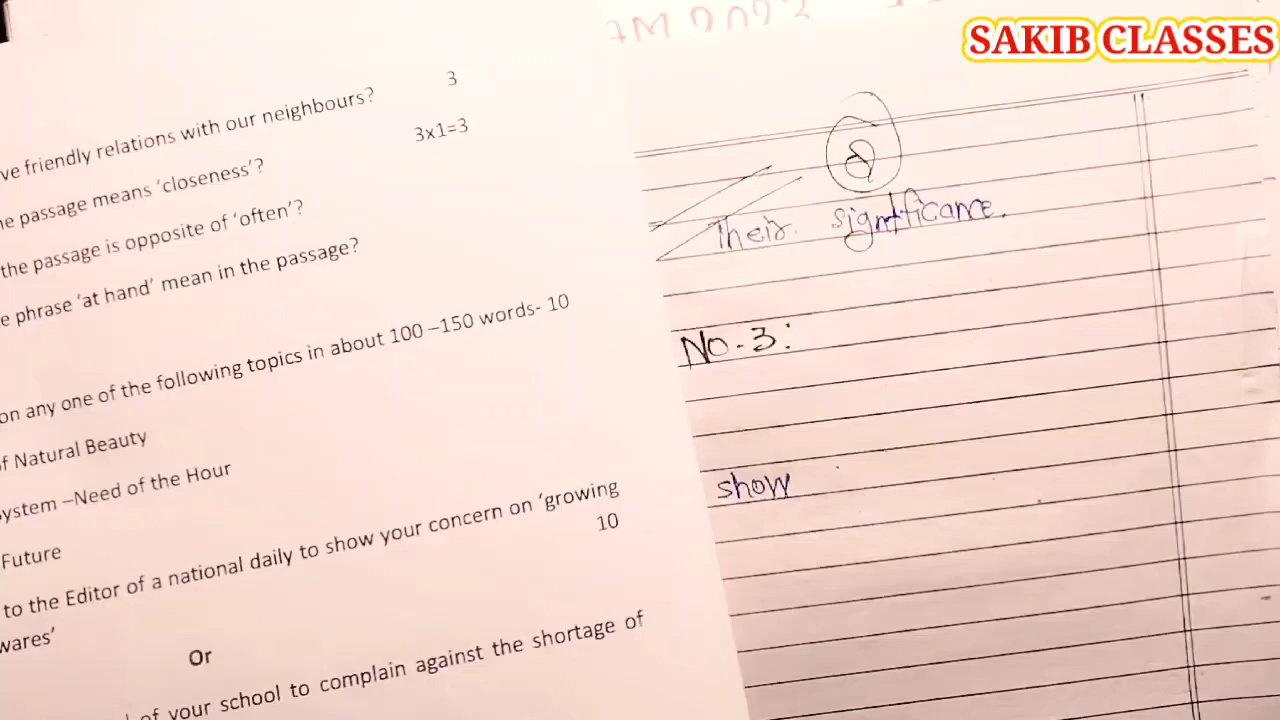 SAKIB CLASSES
ve friendly relations with our neighbours? 3
3x1=3
he passage means 'closeness'?
the passage is opposite of 'often'?
e phrase 'at hand' mean in the passage?
on any one of the following topics in about 100 –150 words- 10
f Natural Beauty
System –Need of the Hour
Future
to the Editor of a national daily to show your concern on 'growing
10
wares'
Or
of your school to complain against the shortage of
Their significance.
No-3:
show